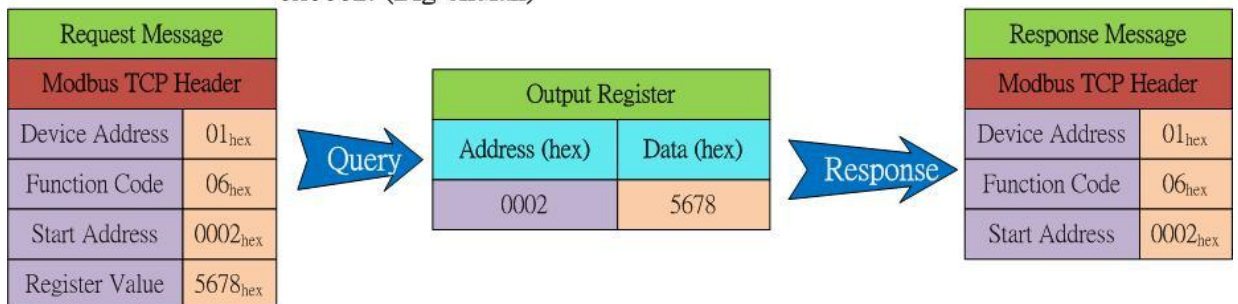 Request Message
Modbus TCP Header
Device Address 01hex
Function Code 06hex
Start Address 0002hex
Register Value 5678hex
Query
Output Register
Address (hex) Data (hex)
0002 5678
Response
Response Message
Modbus TCP Header
Device Address 01hex
Function Code 06hex
Start Address 0002hex